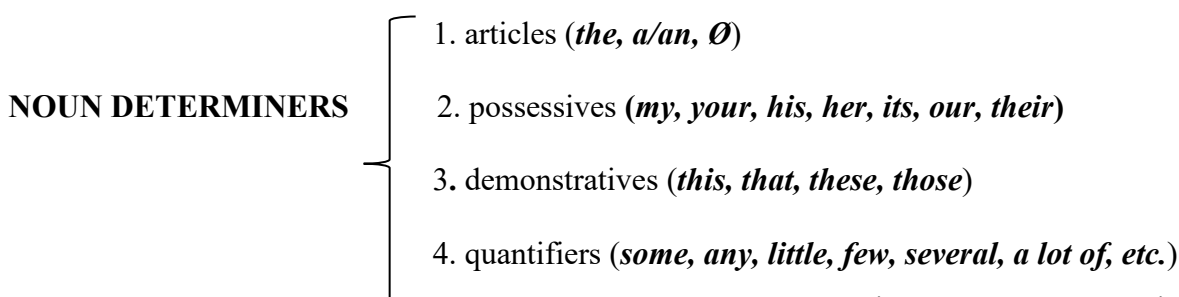 1. articles (the, a/an, Ø)
NOUN DETERMINERS
2. possessives (my, your, his, her, its, our, their)
3. demonstratives (this, that, these, those)
4. quantifiers (some, any, little, few, several, a lot of, etc.)